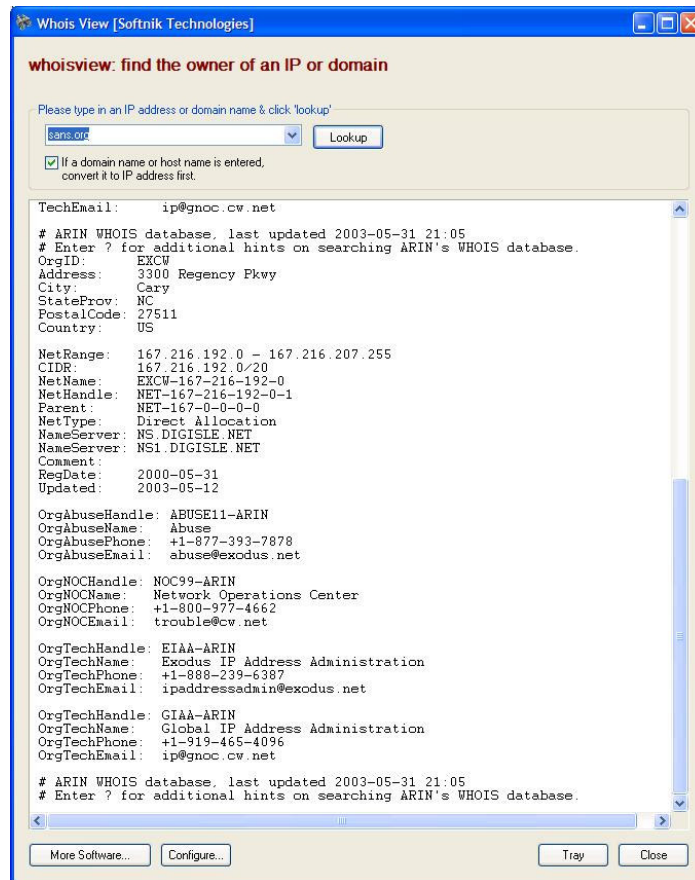 Whois View [Softnik Technologies]
whoisview: find the owner of an IP or domain
Please type in an IP address or domain name & click 'lookup'
sans.org
Lookup
If a domain name or host name is entered,
convert it to IP address first.
TechEmail: ip@gnoc.cw.net
# ARIN WHOIS database, last updated 2003-05-31 21:05
# Enter ? for additional hints on searching ARIN's WHOIS database.
OrgID: EXCW
Address: 3300 Regency Pkwy
City: Cary
StateProv: NC
PostalCode: 27511
Country: US
NetRange: 167.216.192.0 - 167.216.207.255
CIDR: 167.216.192.0/20
NetName: EXCW-167-216-192-0
NetHandle: NET-167-216-192-0-1
Parent: NET-167-0-0-0-0
NetType: Direct Allocation
NameServer: NS.DIGISLE.NET
NameServer: NS1.DIGISLE.NET
Comment:
RegDate: 2000-05-31
Updated: 2003-05-12
OrgAbuseHandle: ABUSE11-ARIN
OrgAbuseName: Abuse
OrgAbusePhone: +1-877-393-7878
OrgAbuseEmail: abuse@exodus.net
OrgNOCHandle: NOC99-ARIN
OrgNOCName: Network Operations Center
OrgNOCPhone: +1-800-977-4662
OrgNOCEmail: trouble@cw.net
OrgTechHandle: EIAA-ARIN
OrgTechName: Exodus IP Address Administration
OrgTechPhone: +1-888-239-6387
OrgTechEmail: ipaddressadmin@exodus.net
OrgTechHandle: GIAA-ARIN
OrgTechName: Global IP Address Administration
OrgTechPhone: +1-919-465-4096
OrgTechEmail: ip@gnoc.cw.net
# ARIN WHOIS database, last updated 2003-05-31 21:05
# Enter ? for additional hints on searching ARIN's WHOIS database.
More Software... Configure... Tray Close